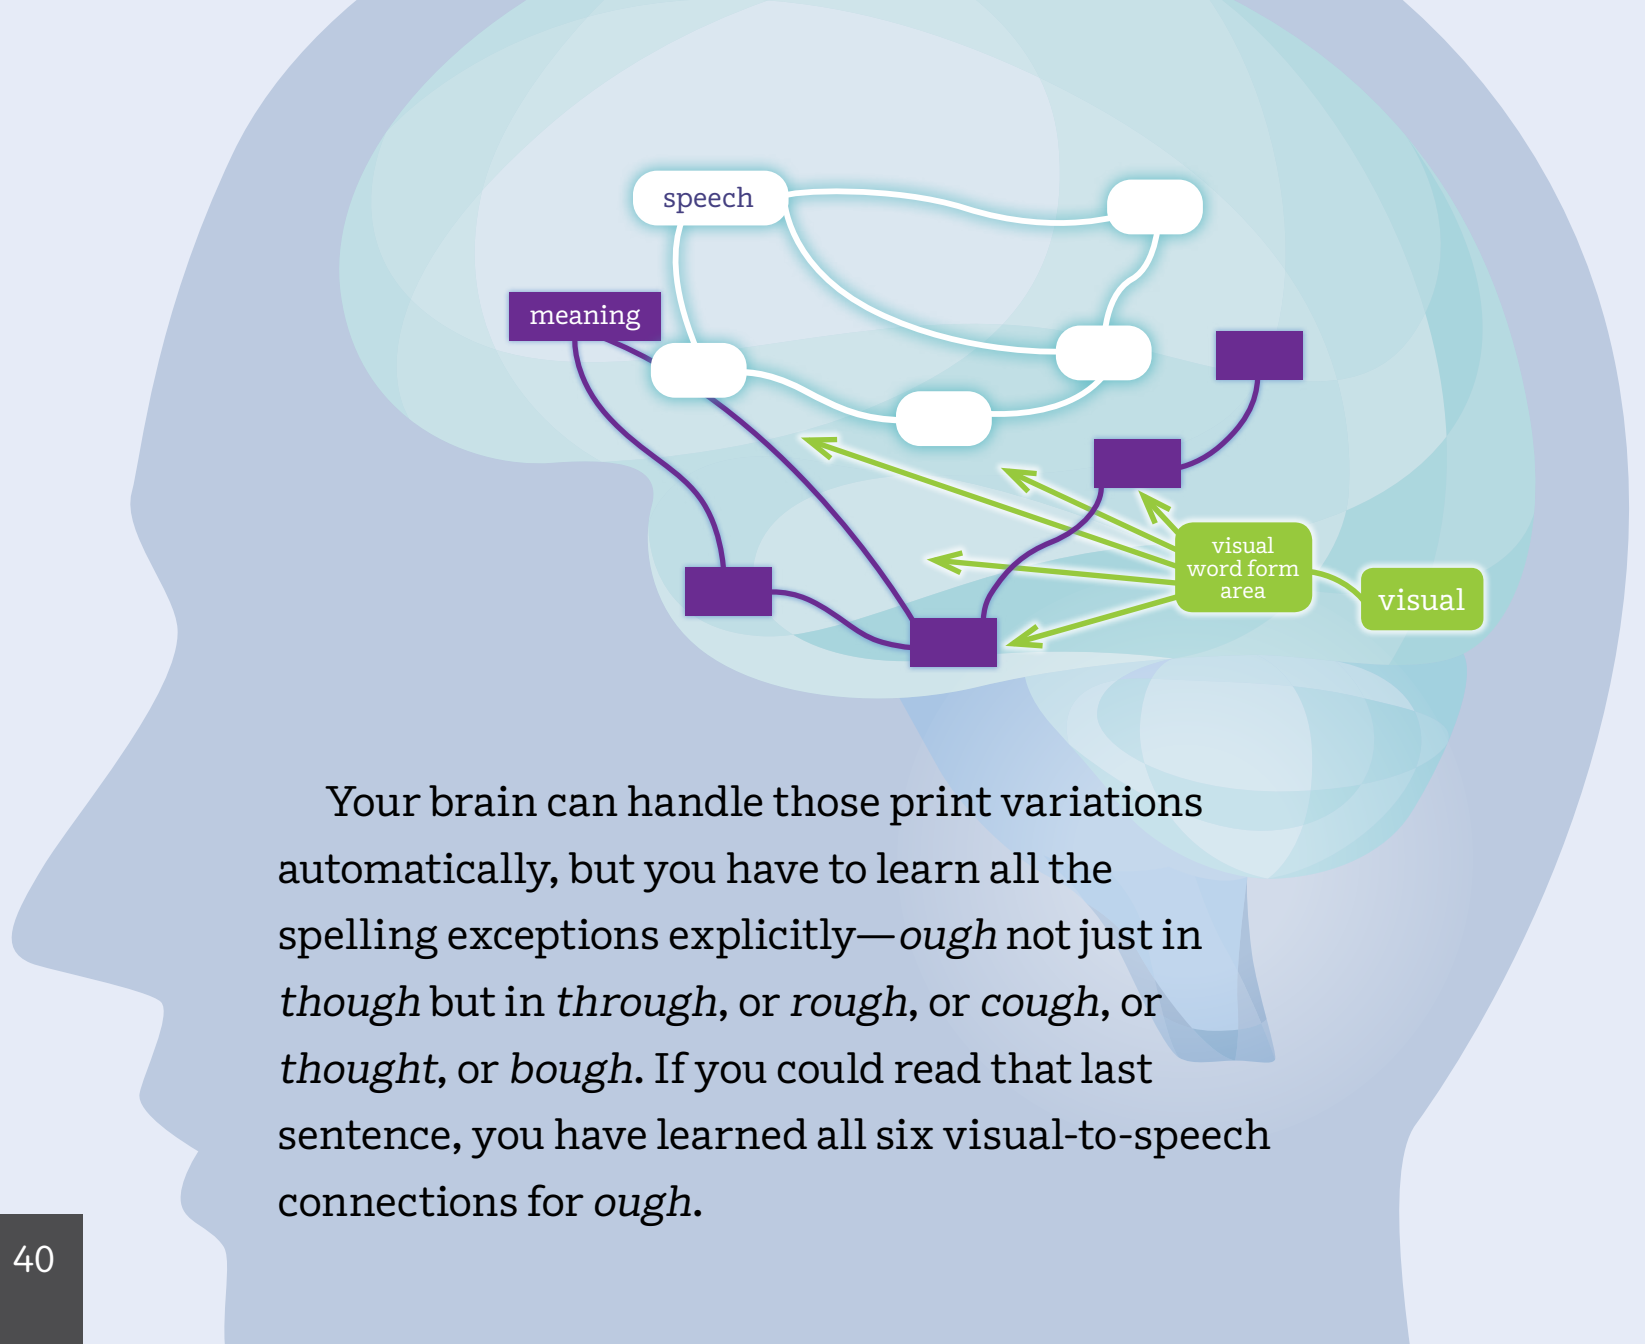 speech
meaning
visual
word form
area
visual
Your brain can handle those print variations
automatically, but you have to learn all the
spelling exceptions explicitly—ough not just in
though but in through, or rough, or cough, or
thought, or bough. If you could read that last
sentence, you have learned all six visual-to-speech
connections for ough.
40